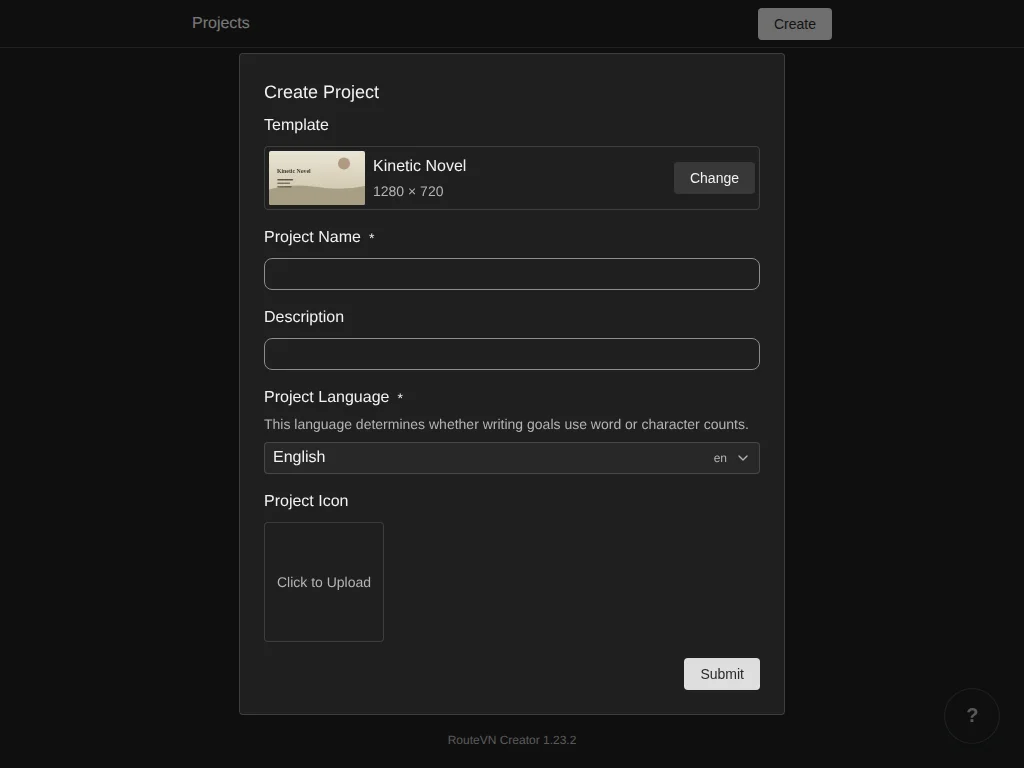 Projects
Create
Create Project
Template
Kinetic Novel
Kinetic Novel
1280 × 720
Change
Project Name *
Description
Project Language *
This language determines whether writing goals use word or character counts.
English
en
Project Icon
Click to Upload
Submit
?
RouteVN Creator 1.23.2